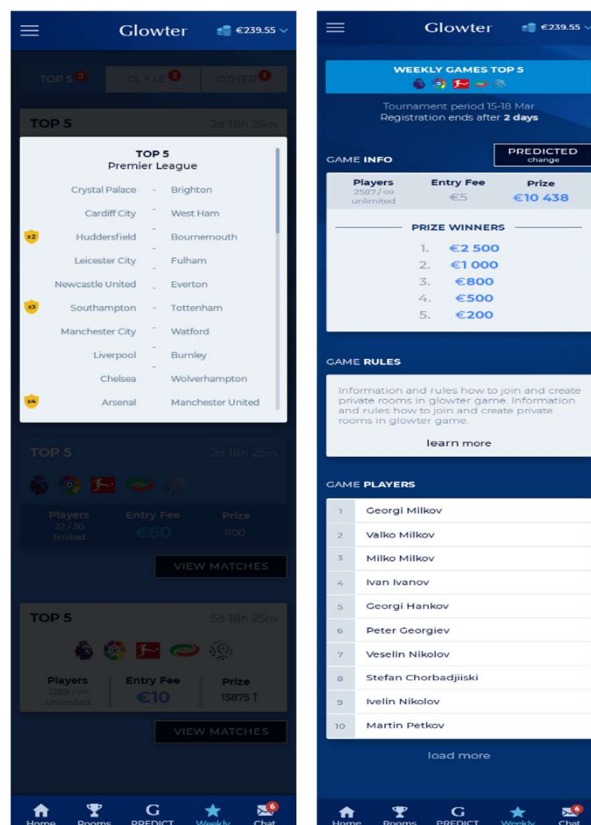 Glowter €239.55
TOP 5 3 CL + LE 2 OTHER 1
TOP 5 2d 18h 25m
TOP 5
Premier League
Crystal Palace - Brighton
Cardiff City - West Ham
x2 Huddersfield - Bournemouth
Leicester City - Fulham
Newcastle United - Everton
x3 Southampton - Tottenham
Manchester City - Watford
Liverpool - Burnley
Chelsea - Wolverhampton
x4 Arsenal Manchester United
TOP 5 2d 18h 25m
Players Entry Fee Prize
22 / 30 €50 1100
limited
VIEW MATCHES
TOP 5 5d 18h 25m
Players Entry Fee Prize
1289 / ∞ €10 15875
unlimited
VIEW MATCHES
Home Rooms G PREDICT Weekly Chat 6
Glowter €239.55
WEEKLY GAMES TOP 5
Tournament period 15-18 Mar
Registration ends after 2 days
GAME INFO
PREDICTED
change
Players Entry Fee Prize
2587 / ∞ €5 €10 438
unlimited
PRIZE WINNERS
1. €2 500
2. €1 000
3. €800
4. €500
5. €200
GAME RULES
Information and rules how to join and create
private rooms in glowter game. Information
and rules how to join and create private
rooms in glowter game.
learn more
GAME PLAYERS
1 Georgi Milkov
2 Valko Milkov
3 Milko Milkov
4 Ivan Ivanov
5 Georgi Hankov
6 Peter Georgiev
7 Veselin Nikolov
8 Stefan Chorbadjiiski
9 Ivelin Nikolov
10 Martin Petkov
load more
Home Rooms G PREDICT Weekly Chat 6